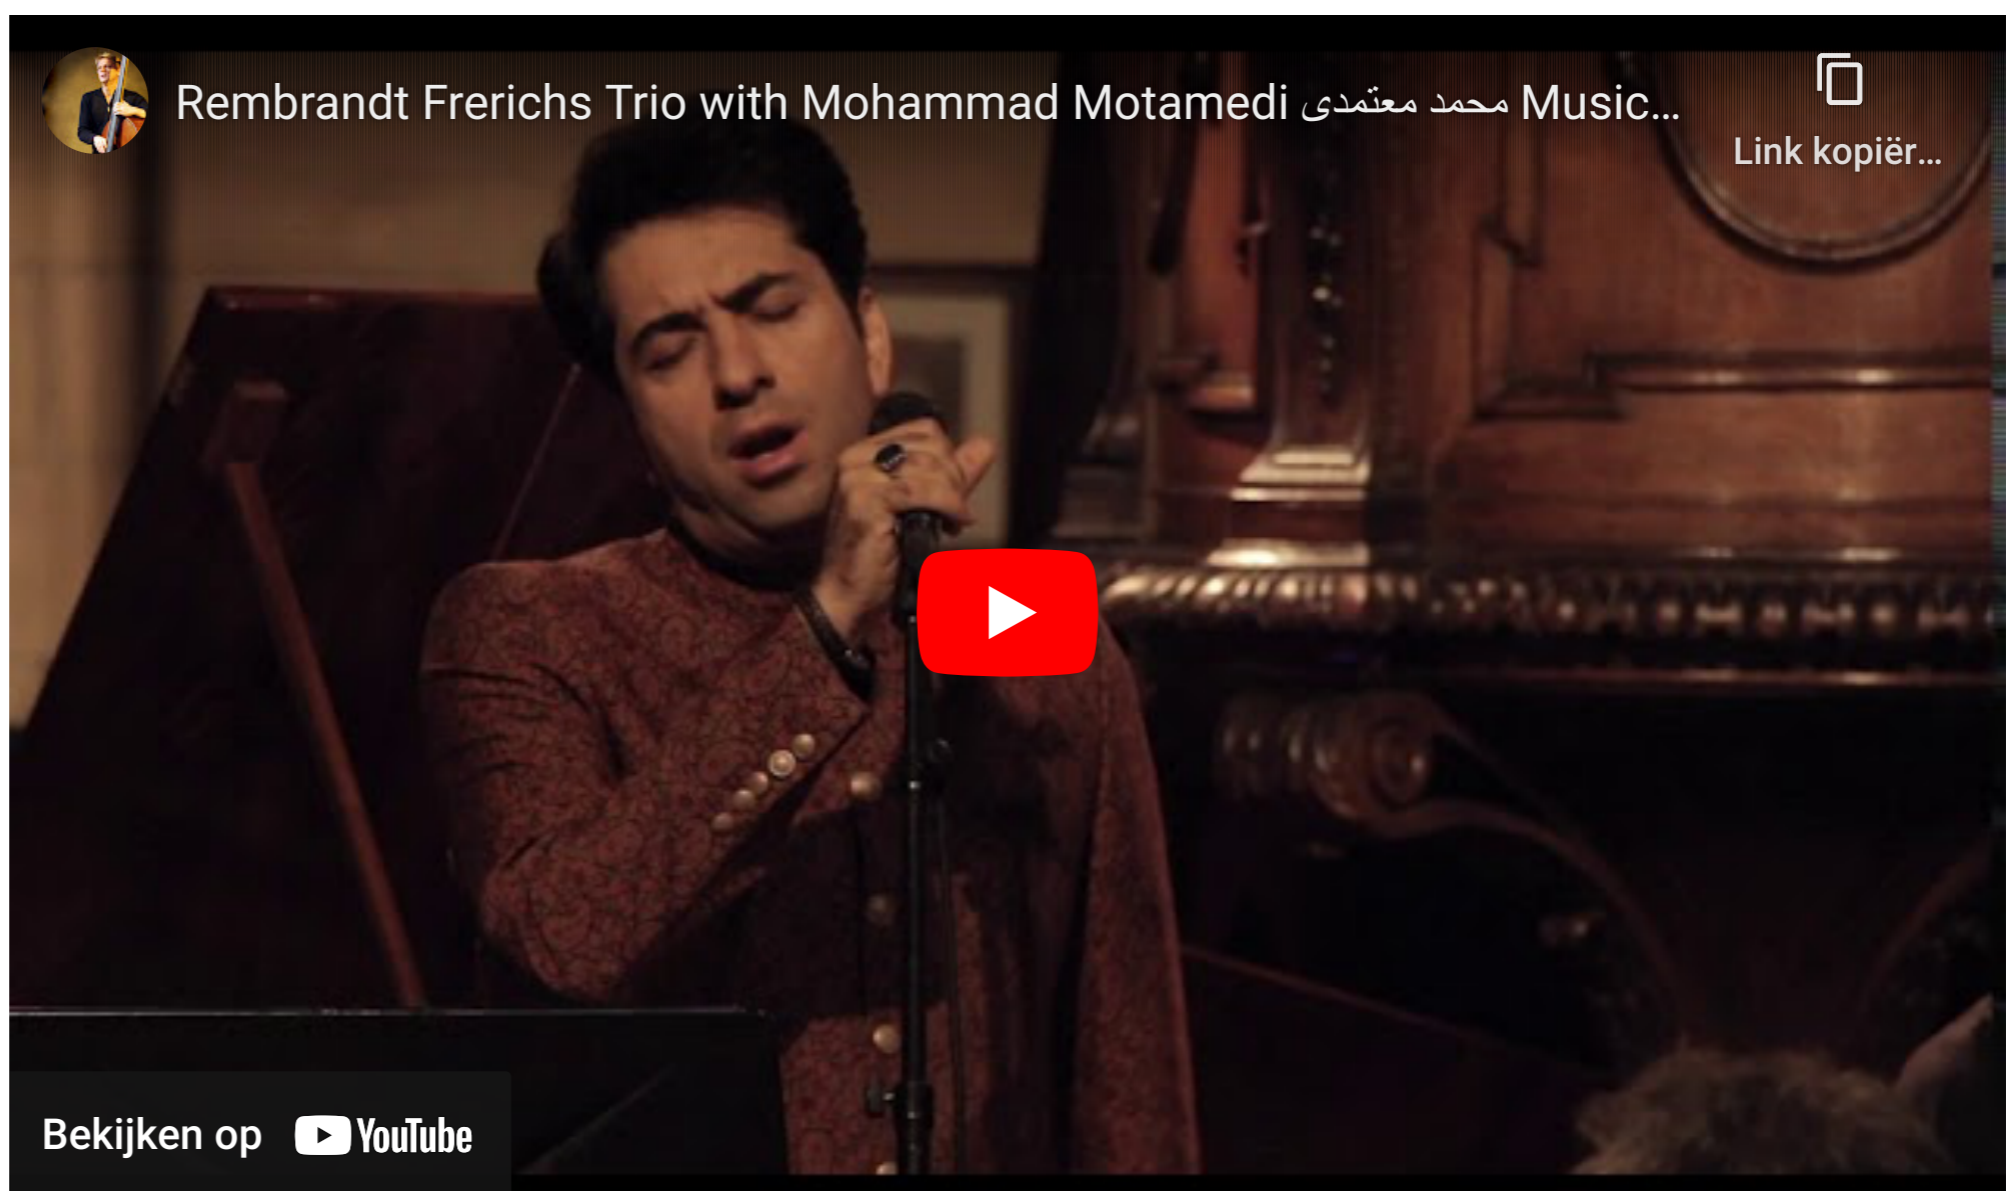 Rembrandt Frerichs Trio with Mohammad Motamedi محمد معتمدی Music...
Link kopiër...
Bekijken op YouTube